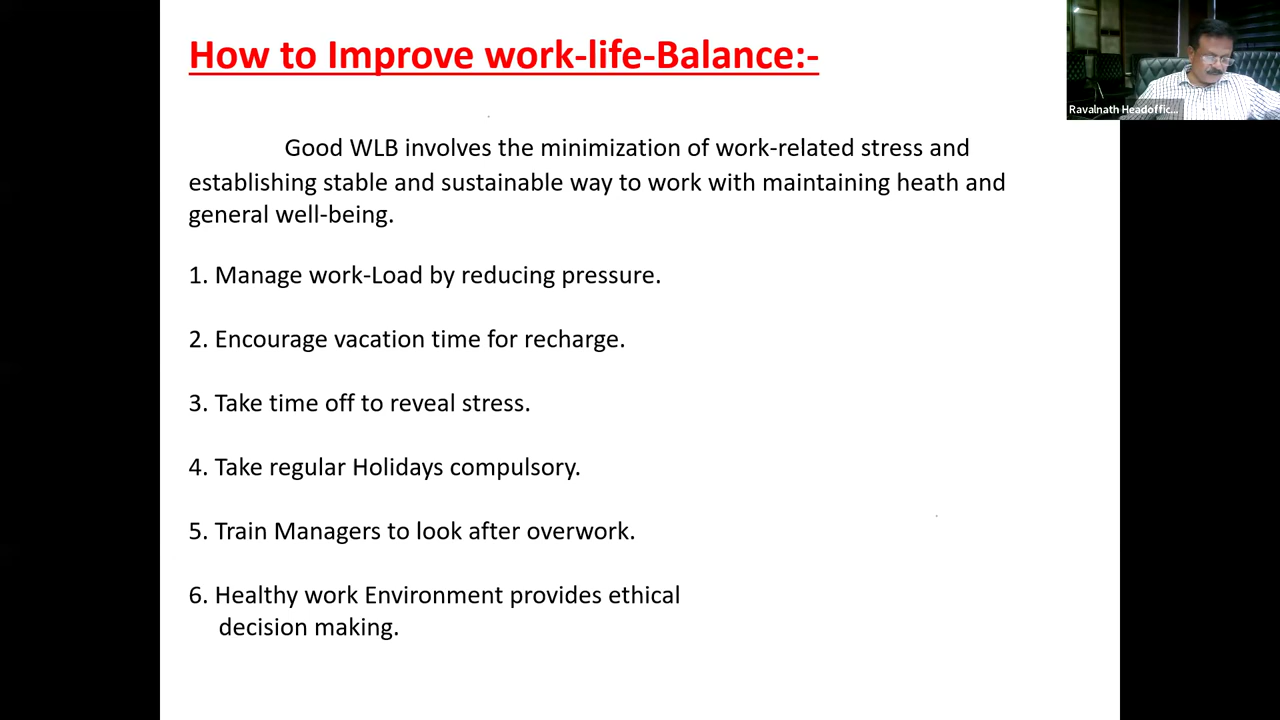 How to Improve work-life-Balance:-
Ravalnath Headoffic...
Good WLB involves the minimization of work-related stress and
establishing stable and sustainable way to work with maintaining heath and
general well-being.
1. Manage work-Load by reducing pressure.
2. Encourage vacation time for recharge.
3. Take time off to reveal stress.
4. Take regular Holidays compulsory.
5. Train Managers to look after overwork.
6. Healthy work Environment provides ethical
decision making.